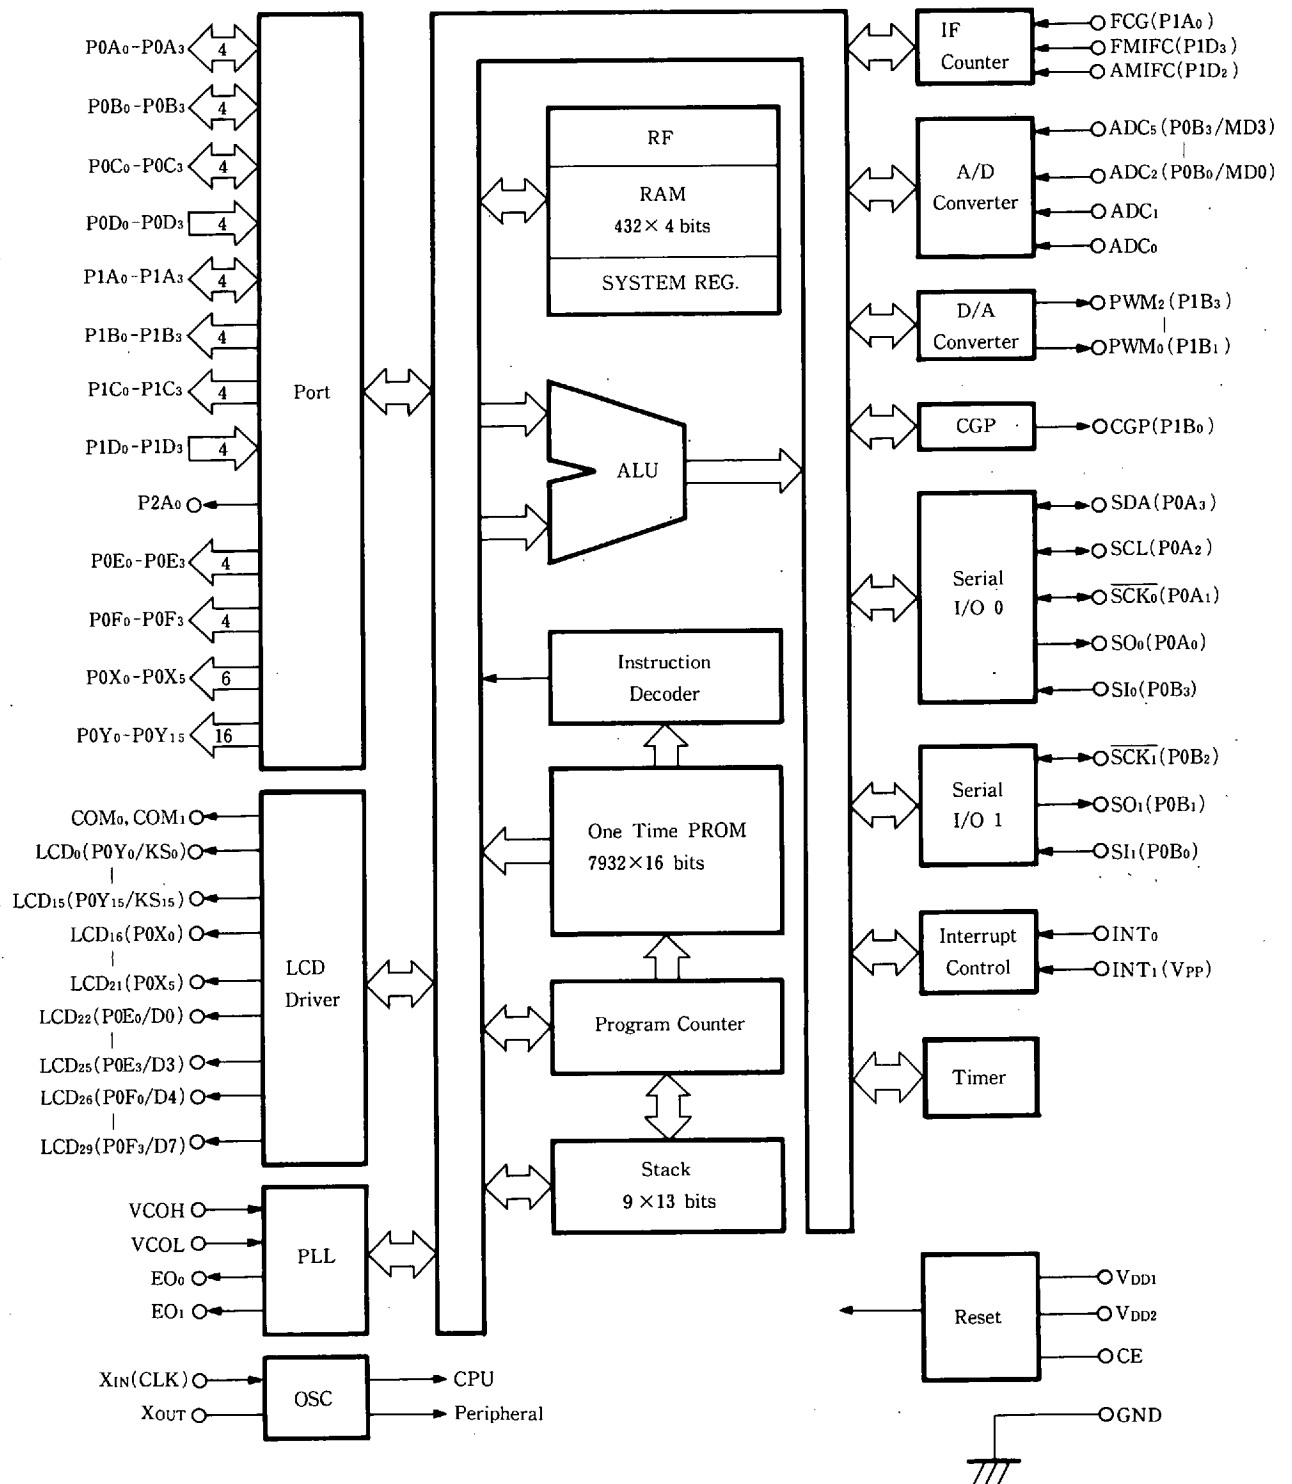 P0A₀-P0A₃
4
P0B₀-P0B₃
4
P0C₀-P0C₃
4
P0D₀-P0D₃
4
P1A₀-P1A₃
4
P1B₀-P1B₃
4
P1C₀-P1C₃
4
P1D₀-P1D₃
4
P2A₀
P0E₀-P0E₃
4
P0F₀-P0F₃
4
P0X₀-P0X₅
6
P0Y₀-P0Y₁₅
16
Port
COM₀, COM₁
LCD₀(P0Y₀/KS₀)
LCD₁₅(P0Y₁₅/KS₁₅)
LCD₁₆(P0X₀)
LCD₂₁(P0X₅)
LCD₂₂(P0E₀/D0)
LCD₂₅(P0E₃/D3)
LCD₂₆(P0F₀/D4)
LCD₂₉(P0F₃/D7)
LCD
Driver
VCOH
VCOL
EO₀
EO₁
PLL
XIN(CLK)
XOUT
OSC
CPU
Peripheral
RF
RAM
432×4 bits
SYSTEM REG.
ALU
Instruction
Decoder
One Time PROM
7932×16 bits
Program Counter
Stack
9×13 bits
IF
Counter
FCG(P1A₀)
FMIFC(P1D₃)
AMIFC(P1D₂)
A/D
Converter
ADC₅(P0B₃/MD3)
ADC₂(P0B₀/MD0)
ADC₁
ADC₀
D/A
Converter
PWM₂(P1B₃)
PWM₀(P1B₁)
CGP
CGP(P1B₀)
Serial
I/O 0
SDA(P0A₃)
SCL(P0A₂)
S̅C̅K̅₀(P0A₁)
SO₀(P0A₀)
SI₀(P0B₃)
Serial
I/O 1
S̅C̅K̅₁(P0B₂)
SO₁(P0B₁)
SI₁(P0B₀)
Interrupt
Control
INT₀
INT₁(VPP)
Timer
Reset
VDD1
VDD2
CE
GND